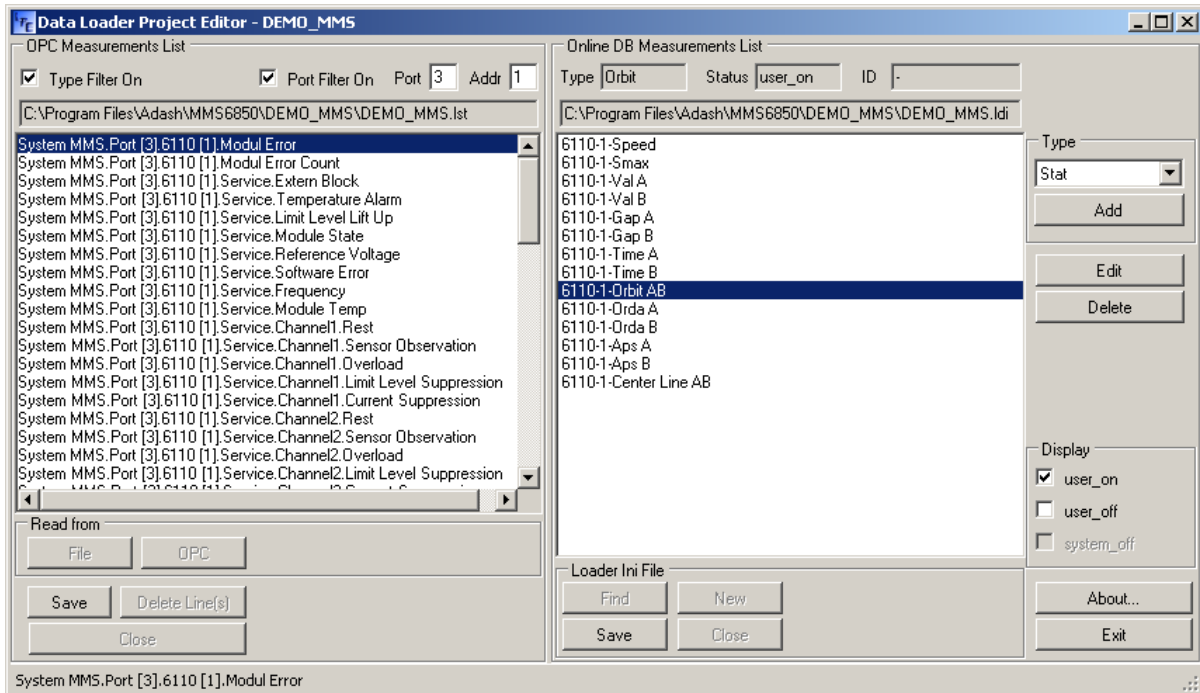 Data Loader Project Editor - DEMO_MMS
OPC Measurements List
Type Filter On Port Filter On Port 3 Addr 1
C:\Program Files\Adash\MMS6850\DEMO_MMS\DEMO_MMS.lst
System MMS.Port [3].6110 [1].Modul Error
System MMS.Port [3].6110 [1].Modul Error Count
System MMS.Port [3].6110 [1].Service.Extern Block
System MMS.Port [3].6110 [1].Service.Temperature Alarm
System MMS.Port [3].6110 [1].Service.Limit Level Lift Up
System MMS.Port [3].6110 [1].Service.Module State
System MMS.Port [3].6110 [1].Service.Reference Voltage
System MMS.Port [3].6110 [1].Service.Software Error
System MMS.Port [3].6110 [1].Service.Frequency
System MMS.Port [3].6110 [1].Service.Module Temp
System MMS.Port [3].6110 [1].Service.Channel1.Rest
System MMS.Port [3].6110 [1].Service.Channel1.Sensor Observation
System MMS.Port [3].6110 [1].Service.Channel1.Overload
System MMS.Port [3].6110 [1].Service.Channel1.Limit Level Suppression
System MMS.Port [3].6110 [1].Service.Channel1.Current Suppression
System MMS.Port [3].6110 [1].Service.Channel2.Rest
System MMS.Port [3].6110 [1].Service.Channel2.Sensor Observation
System MMS.Port [3].6110 [1].Service.Channel2.Overload
System MMS.Port [3].6110 [1].Service.Channel2.Limit Level Suppression
Read from
File OPC
Save Delete Line(s)
Close
Online DB Measurements List
Type Orbit Status user_on ID -
C:\Program Files\Adash\MMS6850\DEMO_MMS\DEMO_MMS.ldi
6110-1-Speed
6110-1-Smax
6110-1-Val A
6110-1-Val B
6110-1-Gap A
6110-1-Gap B
6110-1-Time A
6110-1-Time B
6110-1-Orbit AB
6110-1-Orda A
6110-1-Orda B
6110-1-Aps A
6110-1-Aps B
6110-1-Center Line AB
Loader Ini File
Find New
Save Close
Type
Stat
Add
Edit
Delete
Display
user_on
user_off
system_off
About...
Exit
System MMS.Port [3].6110 [1].Modul Error